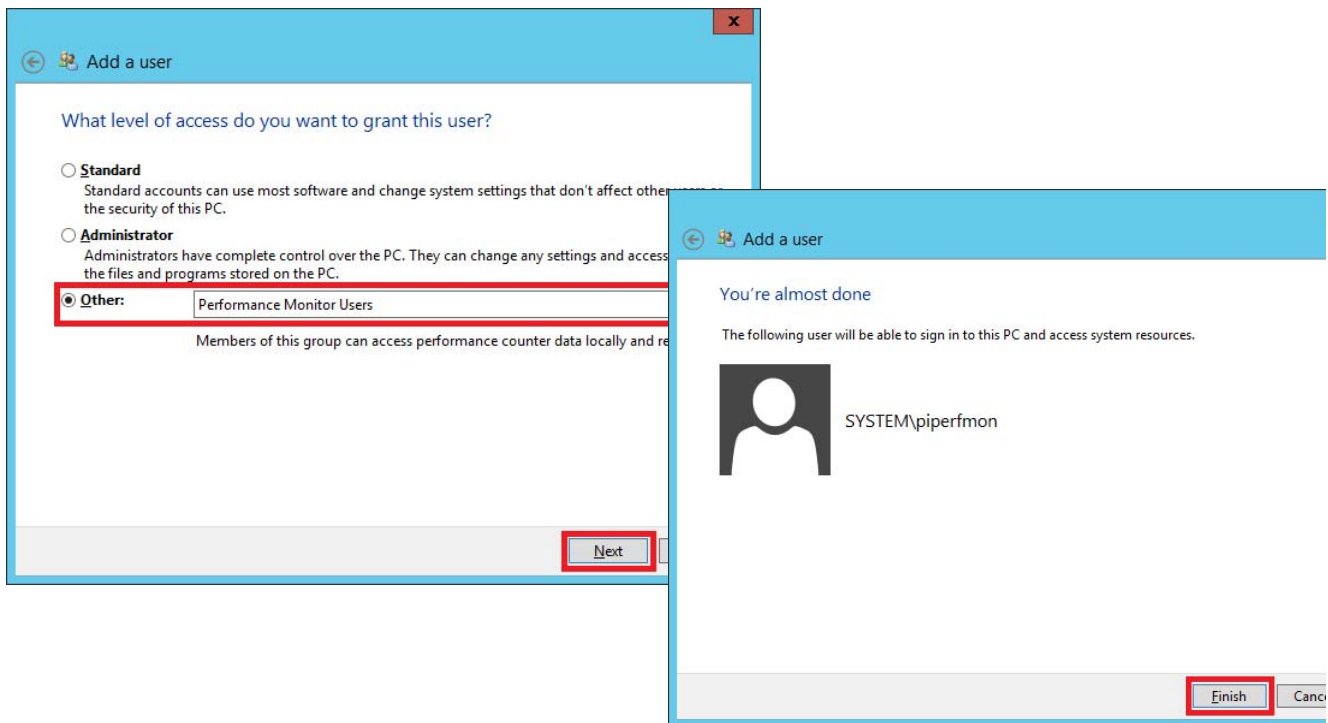 x
Add a user
What level of access do you want to grant this user?
Standard
Standard accounts can use most software and change system settings that don't affect other users or
the security of this PC.
Administrator
Administrators have complete control over the PC. They can change any settings and access
the files and programs stored on the PC.
Other:
Performance Monitor Users
Members of this group can access performance counter data locally and re
Next
Add a user
You're almost done
The following user will be able to sign in to this PC and access system resources.
SYSTEM\piperfmon
Finish
Cance